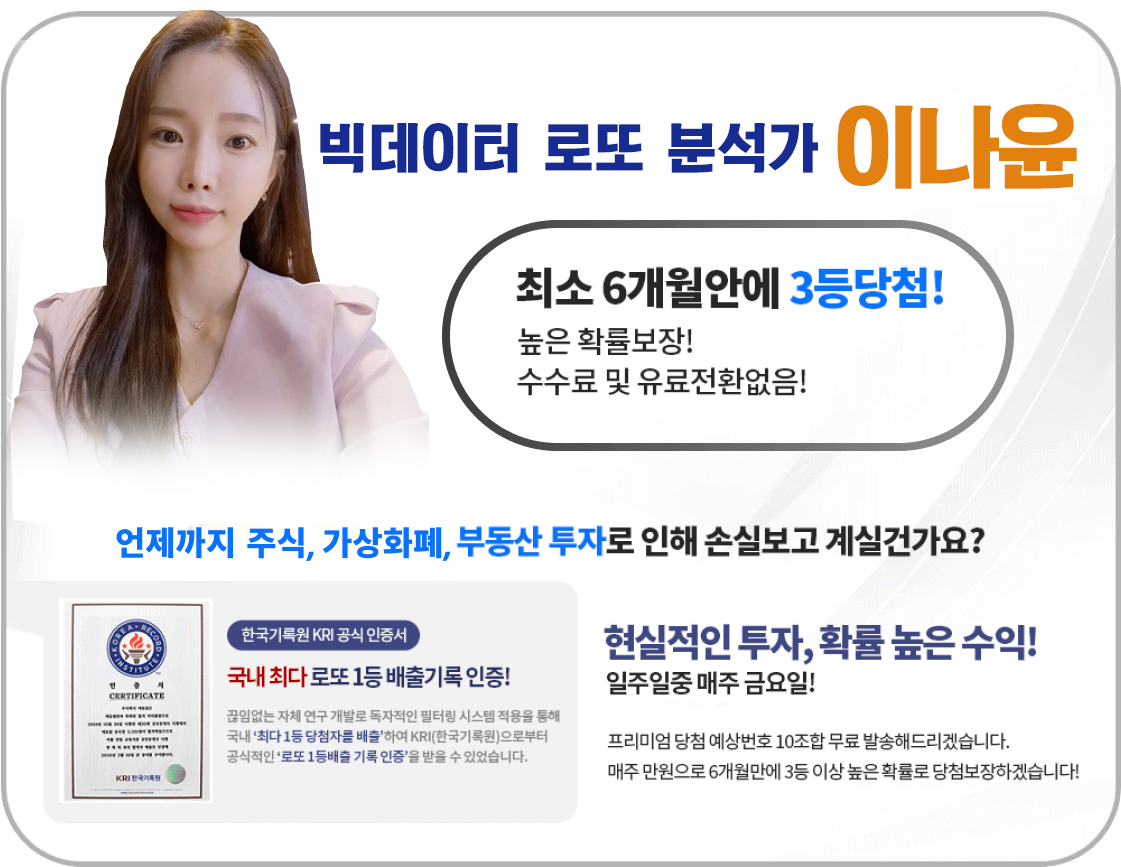 빅데이터 로또 분석가 이나윤
최소 6개월안에 3등당첨!
높은 확률보장!
수수료 및 유료전환없음!
언제까지 주식, 가상화폐, 부동산 투자로 인해 손실보고 계실건가요?
KOREA RECORD INSTITUTE
인 증 서
CERTIFICATE
KRI 한국기록원
한국기록원 KRI 공식 인증서
국내 최다 로또 1등 배출기록 인증!
끊임없는 자체 연구 개발로 독자적인 필터링 시스템 적용을 통해
국내 ‘최다 1등 당첨자를 배출’하여 KRI(한국기록원)으로부터
공식적인 ‘로또 1등배출 기록 인증’을 받을 수 있었습니다.
현실적인 투자, 확률 높은 수익!
일주일중 매주 금요일!
프리미엄 당첨 예상번호 10조합 무료 발송해드리겠습니다.
매주 만원으로 6개월만에 3등 이상 높은 확률로 당첨보장하겠습니다!